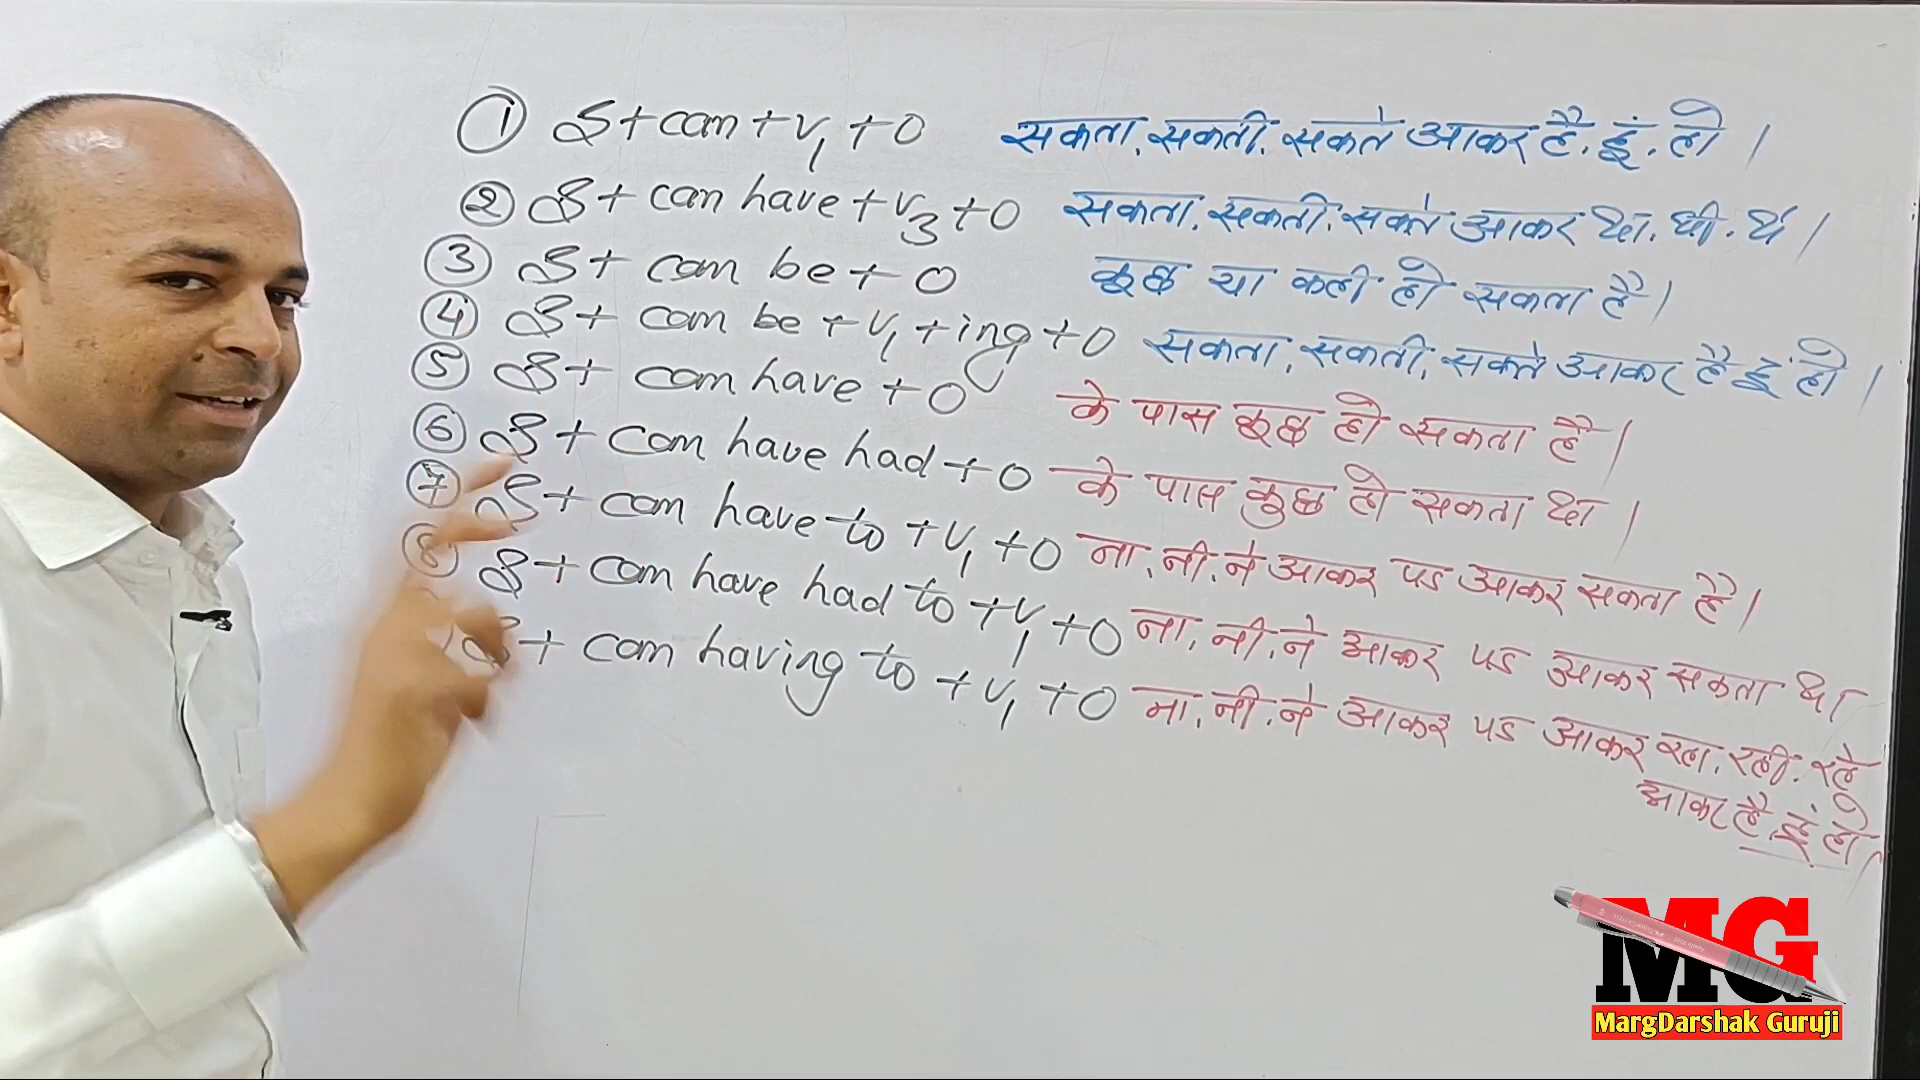 ① S + can + V1 + O सकता, सकती, सकते आकर है, हूं, हो।
② S + can have + V3 + O सकता, सकती, सकते आकर था, थी, थे।
③ S + can be + O कुछ या कहीं हो सकता है।
④ S + can be + V1 + ing + O सकता, सकती, सकते आकर है हूं हो।
⑤ S + can have + O के पास कुछ हो सकता है।
⑥ S + can have had + O के पास कुछ हो सकता था।
⑦ S + can have to + V1 + O ना, नी, ने आकर पड आकर सकता है।
⑧ S + can have had to + V1 + O ना, नी, ने आकर पड आकर सकता था।
S + can having to + V1 + O ना, नी, ने आकर पड आकर रहा, रही, रहे
आकर है, हूं हो।
MG
MargDarshak Guruji